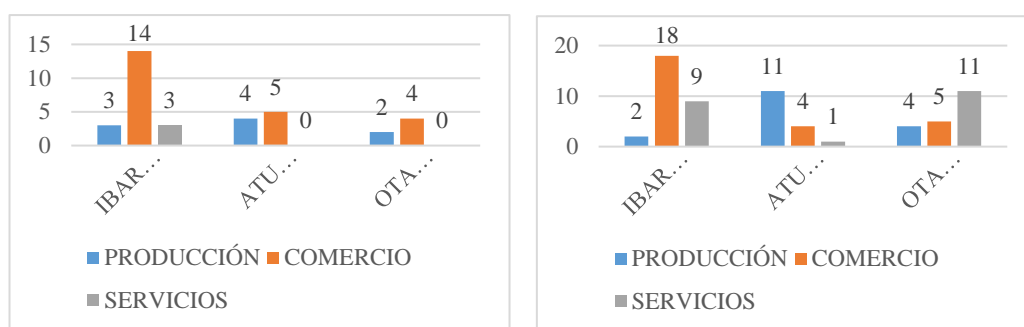 14
15
10
5
0
3
3
4
5
0
2
4
0
IBAR...
ATU...
OTA...
PRODUCCIÓN COMERCIO
SERVICIOS
18
20
10
0
2
9
11
4
1
4
5
11
IBAR...
ATU...
OTA...
PRODUCCIÓN COMERCIO
SERVICIOS